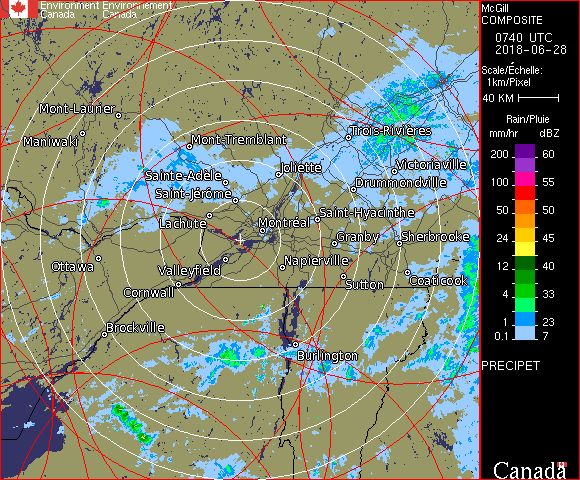 Environment Environnement
Canada Canada
McGill
COMPOSITE
0740 UTC
2018-06-28
Scale/Échelle:
1km/Pixel
40 KM
Rain/Pluie
mm/hr dBZ
200 60
150 57
100 55
50 50
24 45
12 40
4 33
1 23
0.1 7
PRECIPET
Canada
Mont-Laurier
Maniwaki
Mont-Tremblant
Trois-Rivières
Joliette
Victoriaville
Sainte-Adèle
Drummondville
Saint-Jérôme
Lachute
Saint-Hyacinthe
Montréal
Granby
Sherbrooke
Ottawa
Valleyfield
Napierville
Cornwall
Sutton
Coaticook
Brockville
Burlington